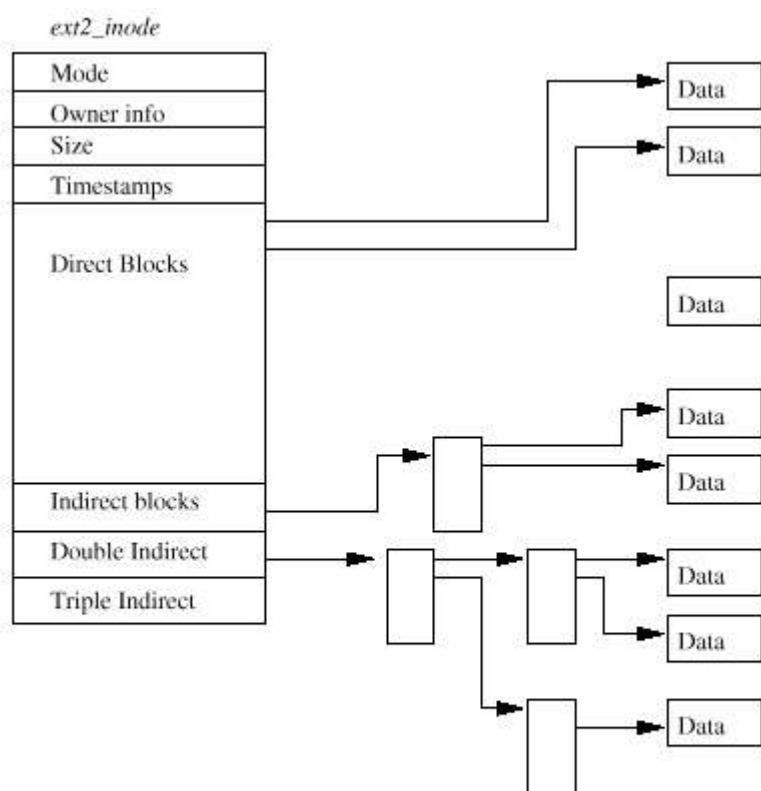 ext2_inode
Mode
Owner info
Size
Timestamps
Direct Blocks
Indirect blocks
Double Indirect
Triple Indirect
Data
Data
Data
Data
Data
Data
Data
Data